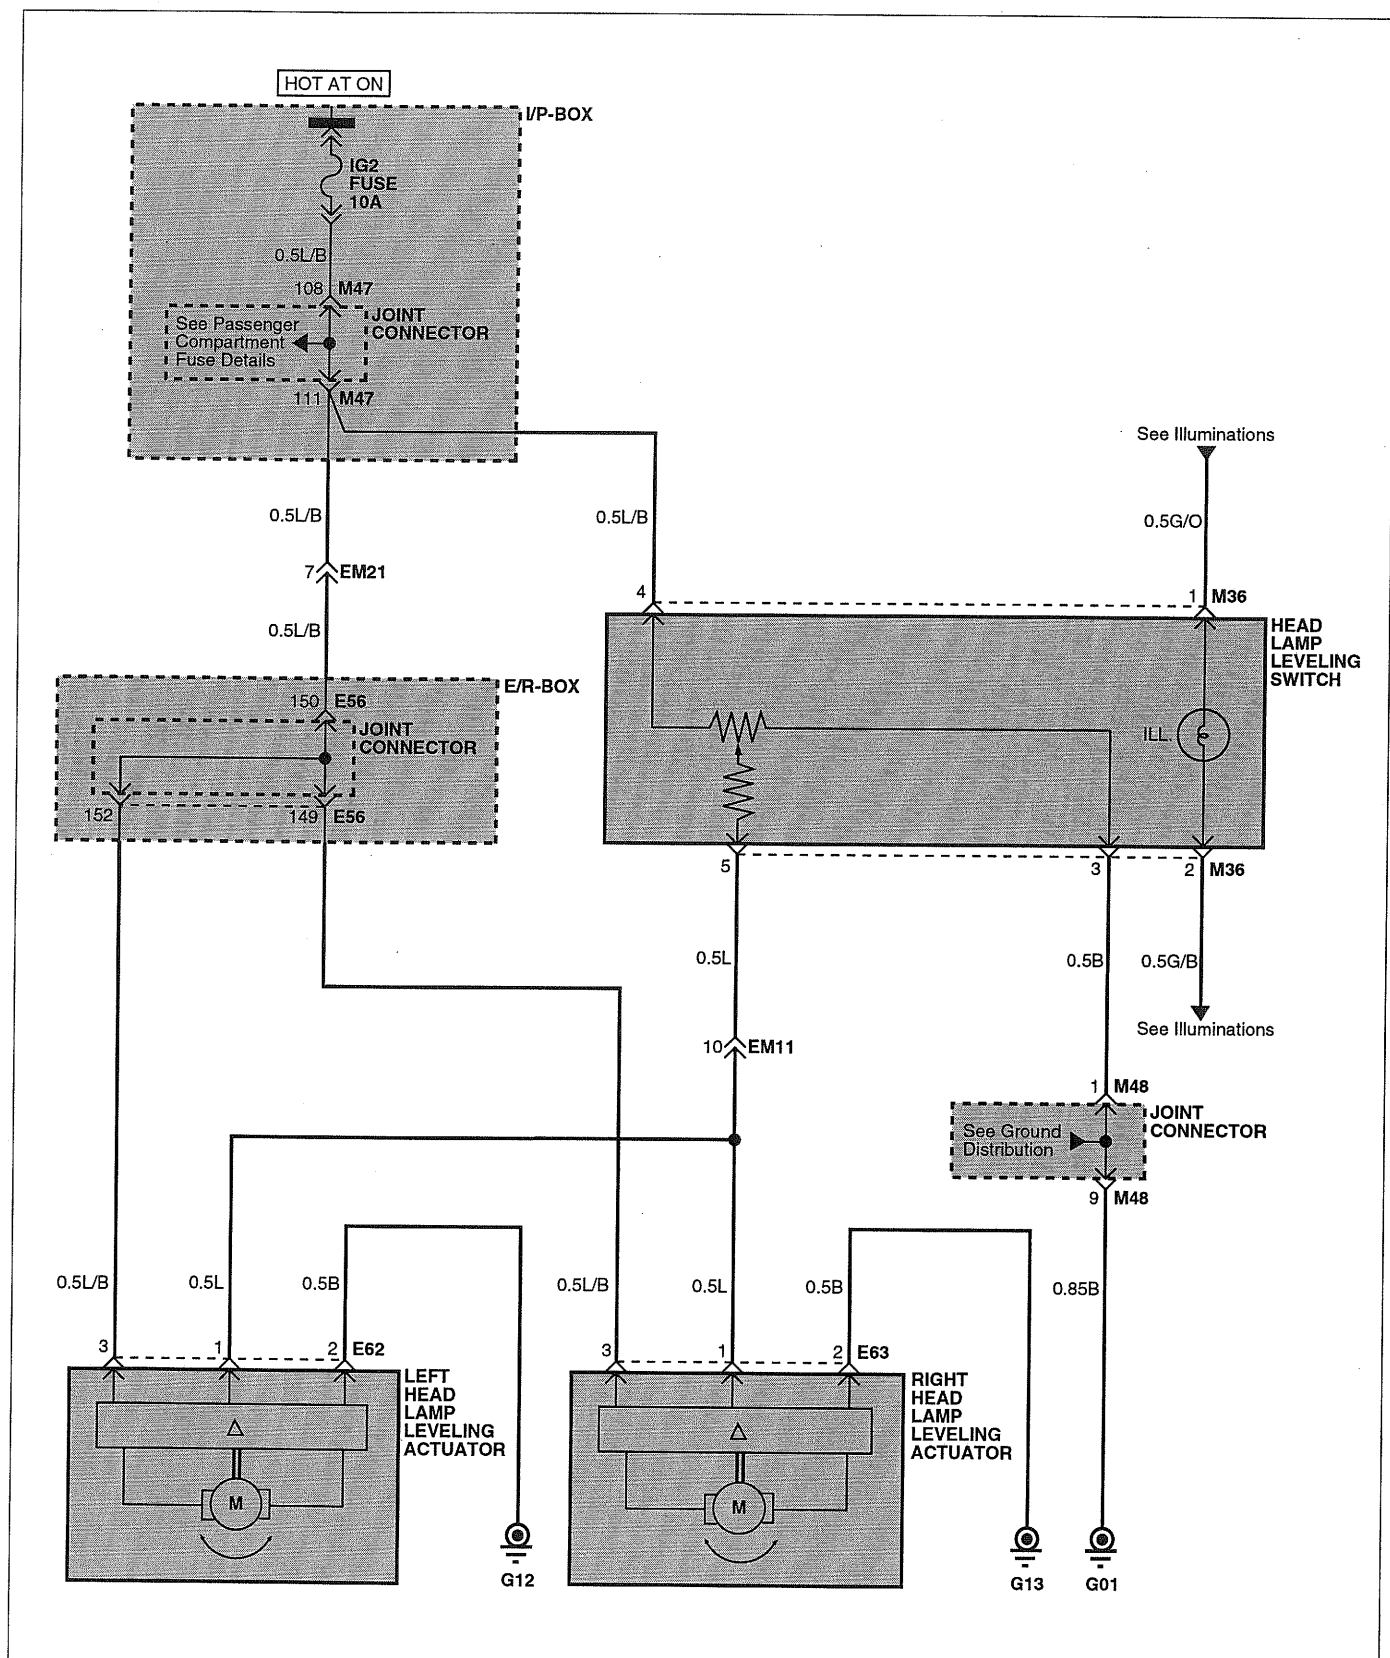 HOT AT ON
I/P-BOX
IG2
FUSE
10A
0.5L/B
108 M47
JOINT
CONNECTOR
See Passenger
Compartment
Fuse Details
111 M47
See Illuminations
0.5L/B
0.5L/B
0.5G/O
7 EM21
4
1 M36
0.5L/B
HEAD
LAMP
LEVELING
SWITCH
E/R-BOX
150 E56
JOINT
CONNECTOR
ILL.
152
149 E56
5
3
2 M36
0.5L
0.5B
0.5G/B
See Illuminations
10 EM11
1 M48
JOINT
CONNECTOR
See Ground
Distribution
9 M48
0.5L/B
0.5L
0.5B
0.5L/B
0.5L
0.5B
0.85B
3
1
2 E62
3
1
2 E63
LEFT
HEAD
LAMP
LEVELING
ACTUATOR
RIGHT
HEAD
LAMP
LEVELING
ACTUATOR
M
M
G12
G13
G01